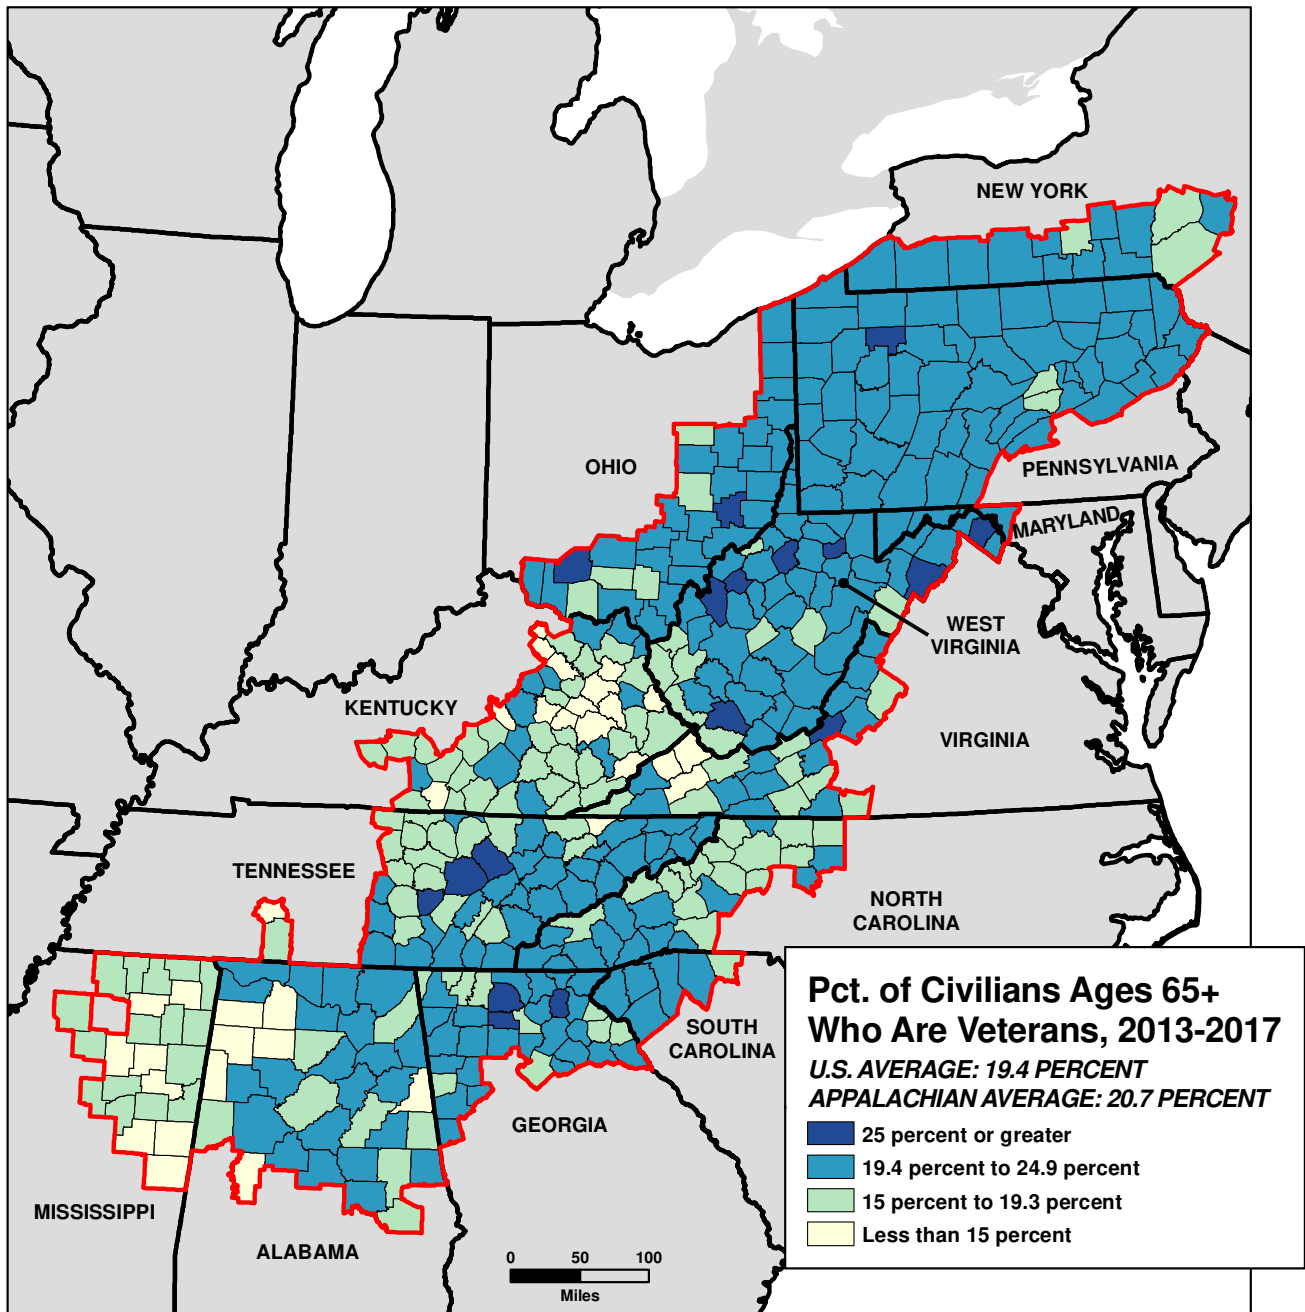 NEW YORK
OHIO
PENNSYLVANIA
MARYLAND
WEST
VIRGINIA
KENTUCKY
VIRGINIA
TENNESSEE
NORTH
CAROLINA
SOUTH
CAROLINA
GEORGIA
MISSISSIPPI
ALABAMA
0 50 100
Miles
Pct. of Civilians Ages 65+
Who Are Veterans, 2013-2017
U.S. AVERAGE: 19.4 PERCENT
APPALACHIAN AVERAGE: 20.7 PERCENT
25 percent or greater
19.4 percent to 24.9 percent
15 percent to 19.3 percent
Less than 15 percent